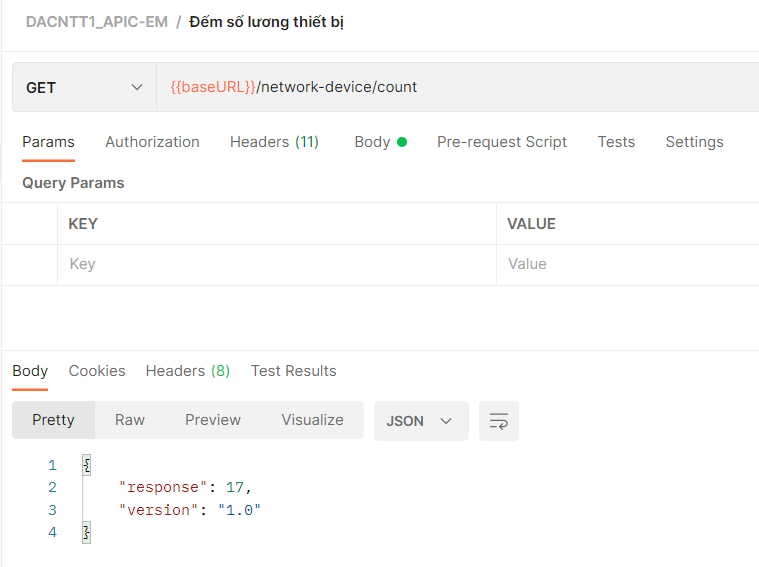 DACNTT1_APIC-EM / Đếm số lương thiết bị
GET {{baseURL}}/network-device/count
Params Authorization Headers (11) Body Pre-request Script Tests Settings
Query Params
KEY VALUE
Key Value
Body Cookies Headers (8) Test Results
Pretty Raw Preview Visualize JSON
1 {
2 "response": 17,
3 "version": "1.0"
4 }